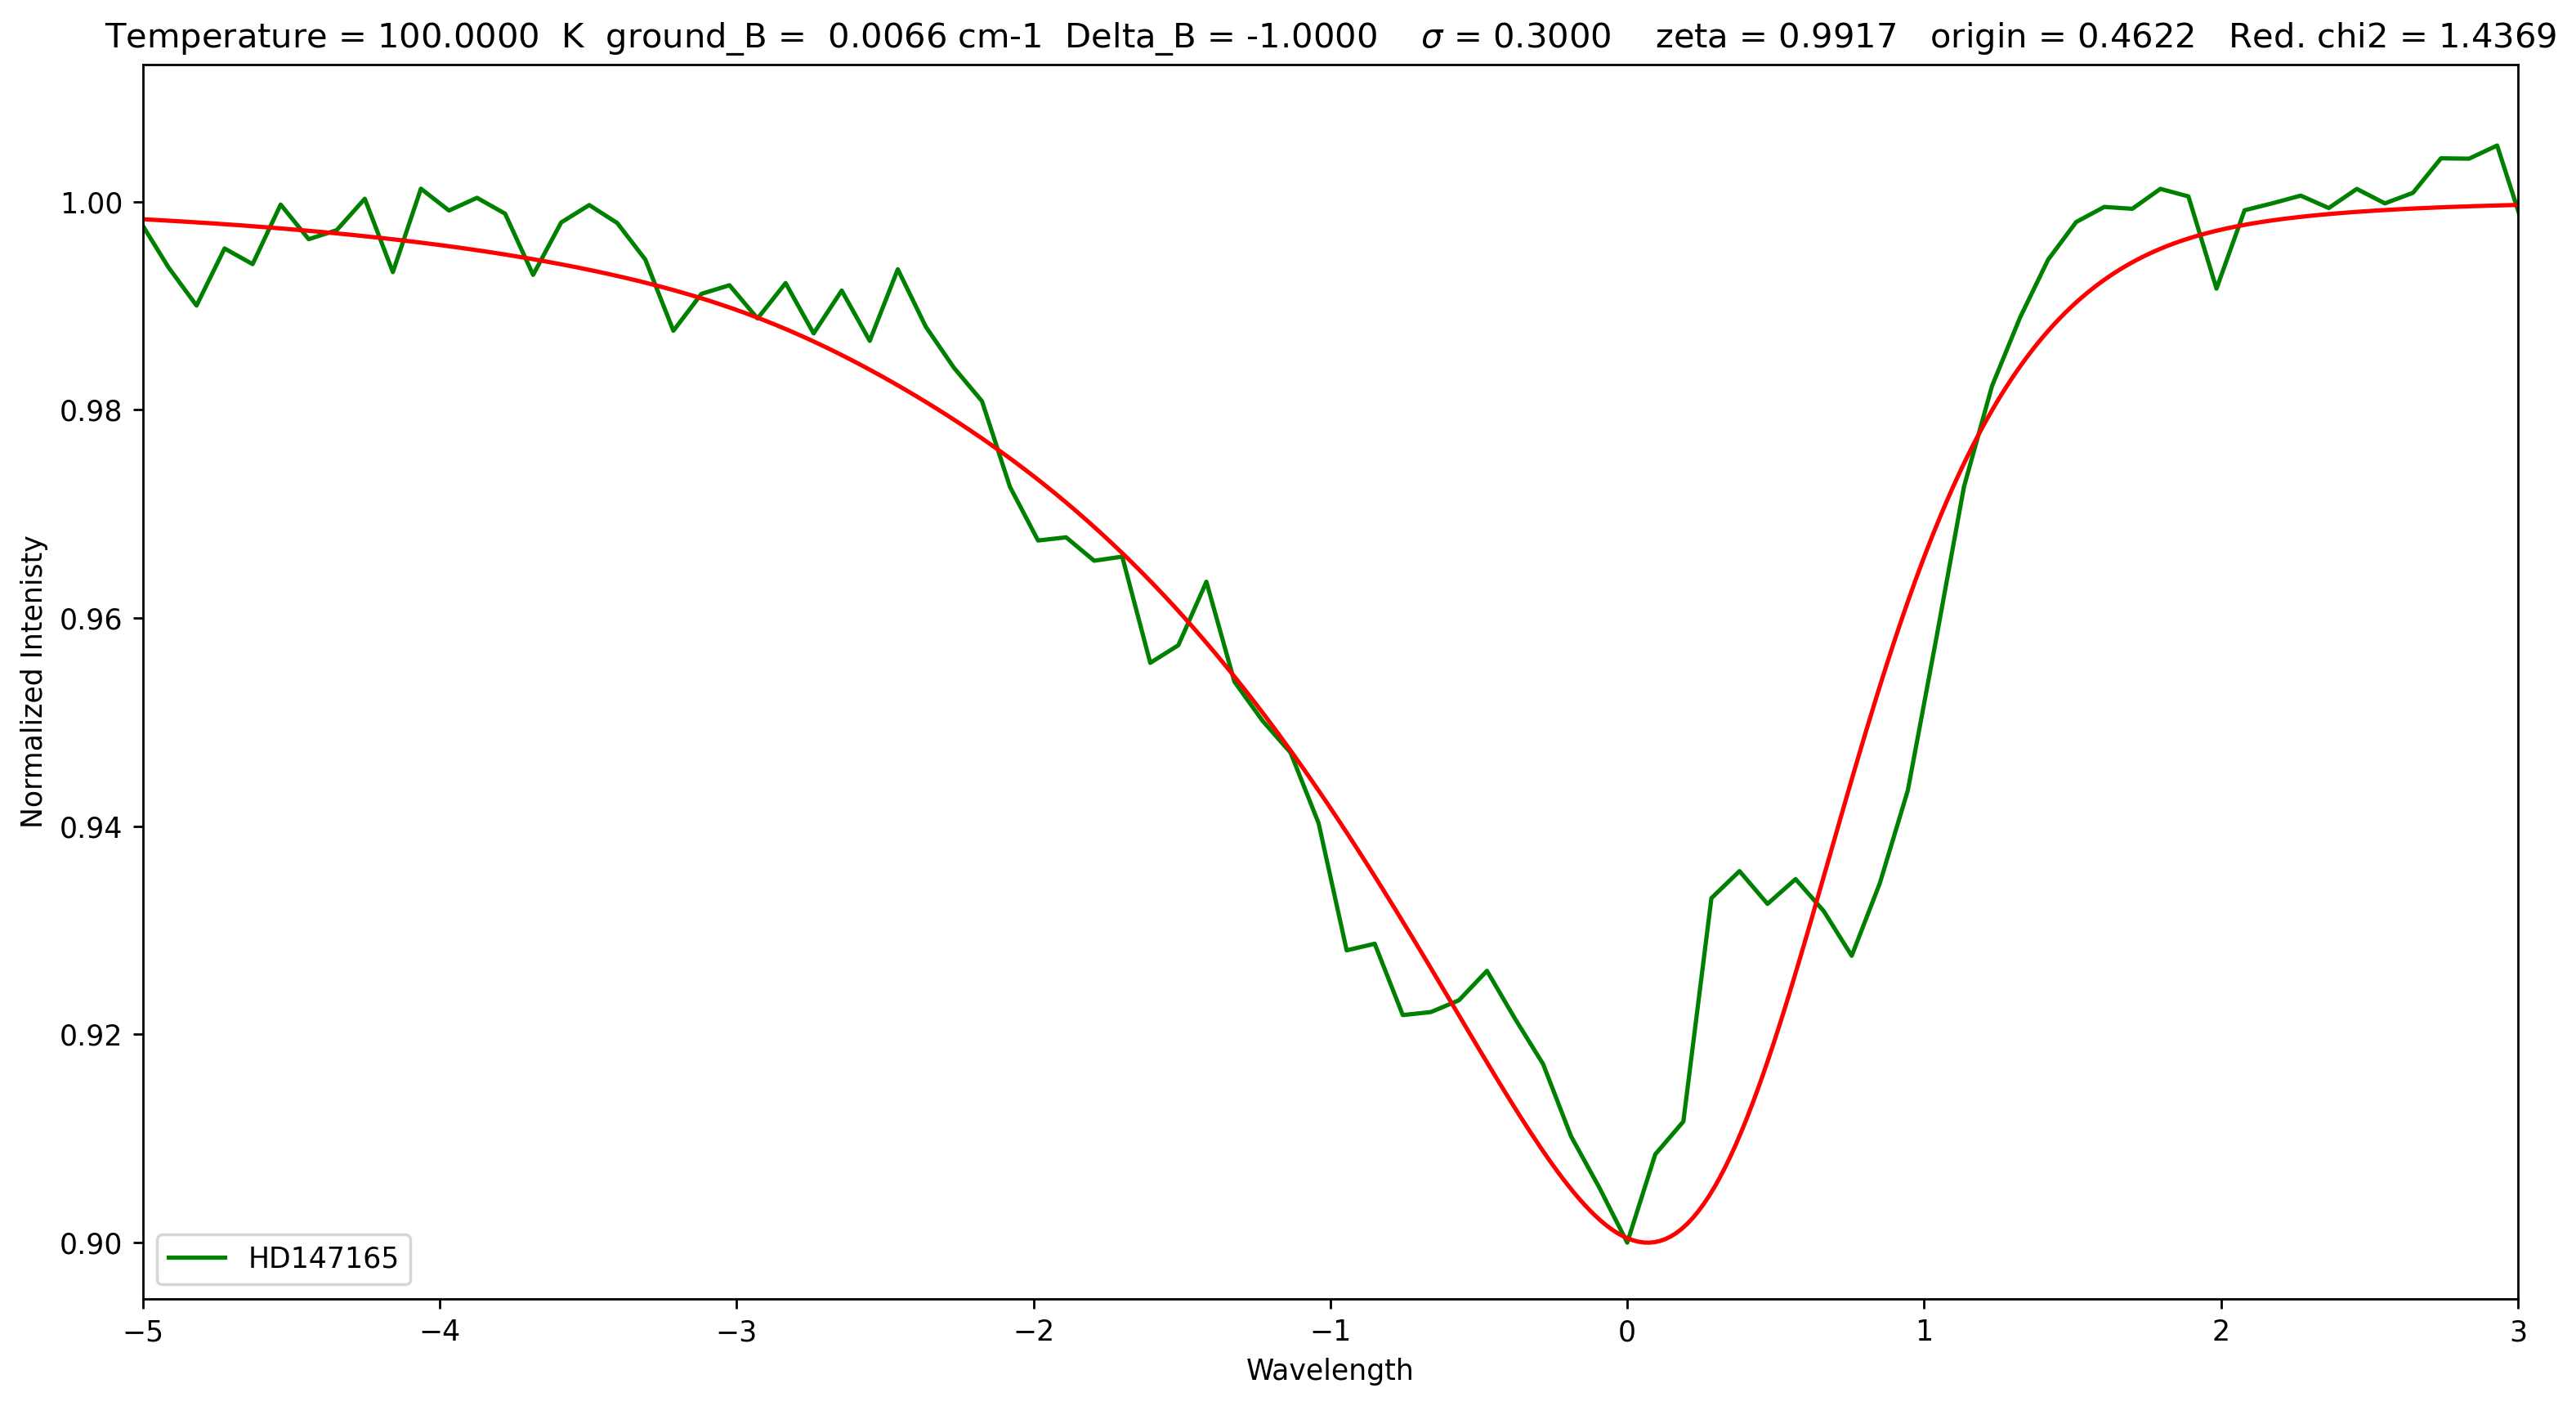 Temperature = 100.0000 K ground_B = 0.0066 cm-1 Delta_B = -1.0000 σ = 0.3000 zeta = 0.9917 origin = 0.4622 Red. chi2 = 1.4369
Normalized Intenisty
1.00
0.98
0.96
0.94
0.92
0.90
HD147165
−5 −4 −3 −2 −1 0 1 2 3
Wavelength